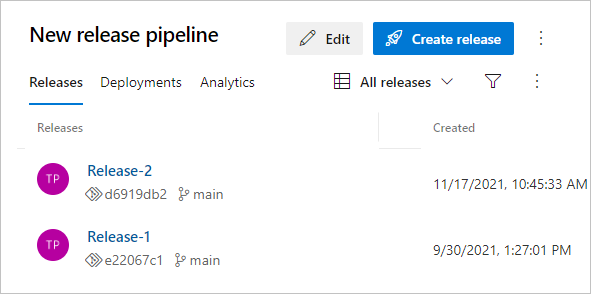 New release pipeline Edit Create release
Releases Deployments Analytics All releases
Releases Created
TP Release-2
d6919db2 main 11/17/2021, 10:45:33 AM
TP Release-1
e22067c1 main 9/30/2021, 1:27:01 PM